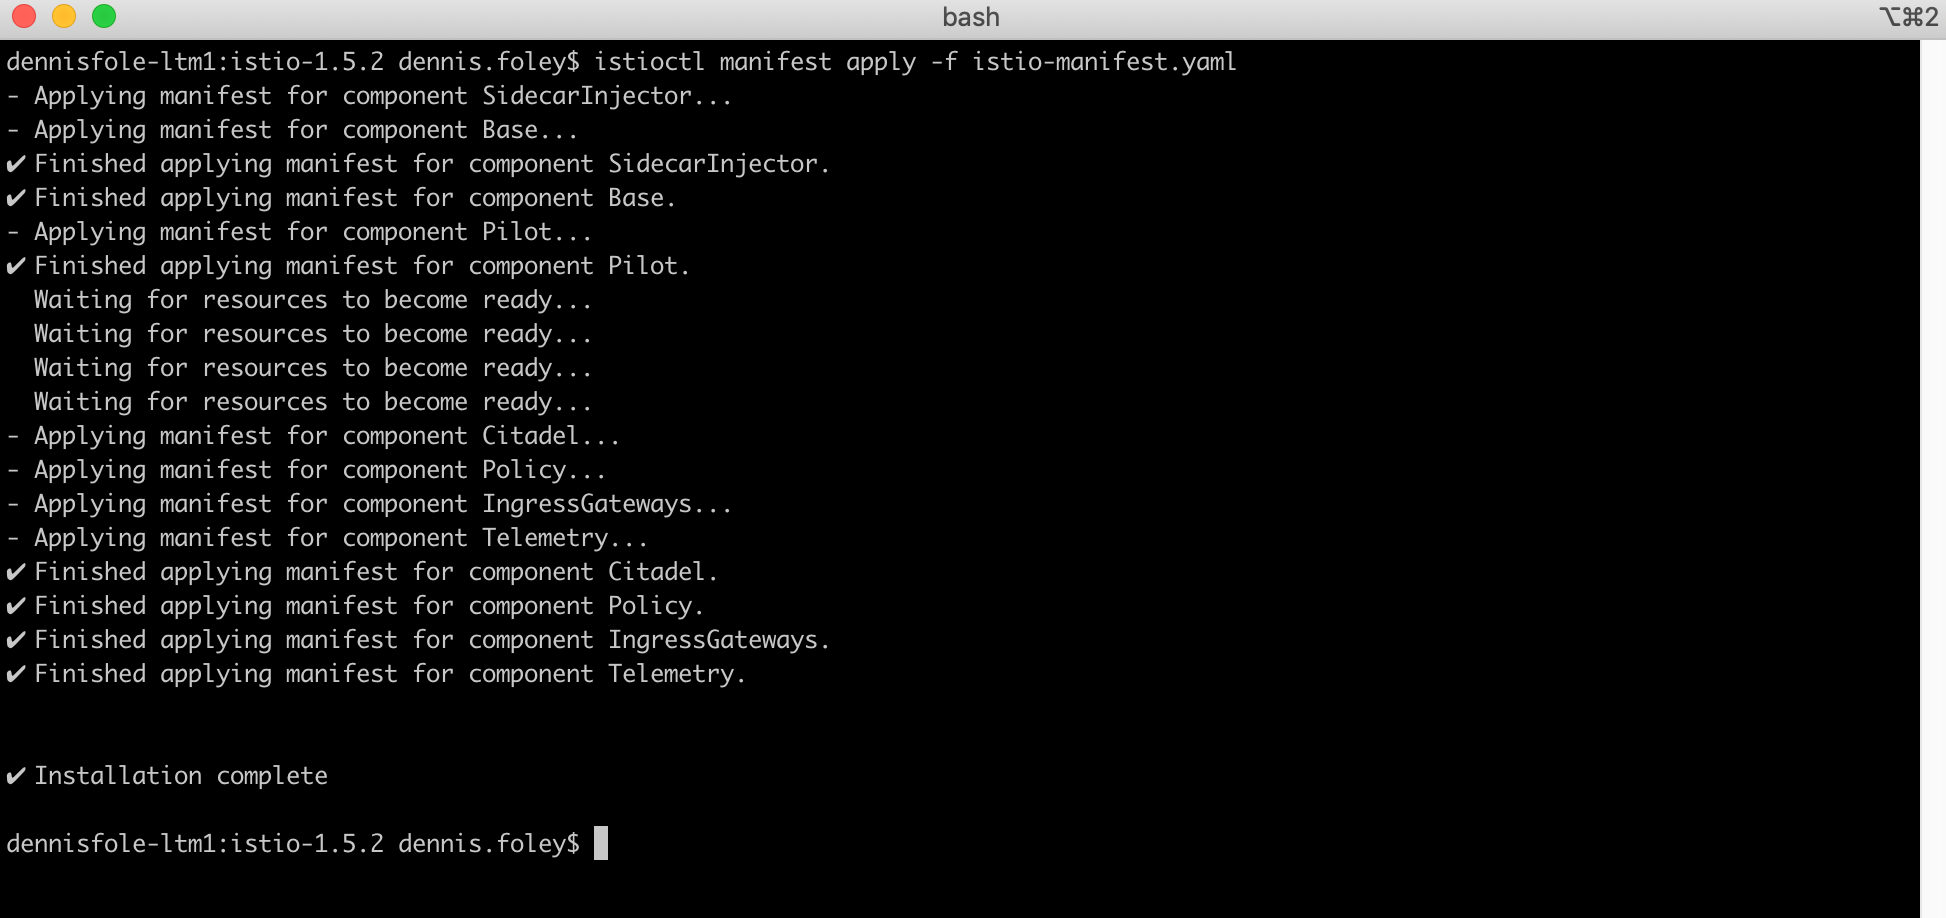 bash
⌥⌘2
dennisfole-ltm1:istio-1.5.2 dennis.foley$ istioctl manifest apply -f istio-manifest.yaml
- Applying manifest for component SidecarInjector...
- Applying manifest for component Base...
✔ Finished applying manifest for component SidecarInjector.
✔ Finished applying manifest for component Base.
- Applying manifest for component Pilot...
✔ Finished applying manifest for component Pilot.
  Waiting for resources to become ready...
  Waiting for resources to become ready...
  Waiting for resources to become ready...
  Waiting for resources to become ready...
- Applying manifest for component Citadel...
- Applying manifest for component Policy...
- Applying manifest for component IngressGateways...
- Applying manifest for component Telemetry...
✔ Finished applying manifest for component Citadel.
✔ Finished applying manifest for component Policy.
✔ Finished applying manifest for component IngressGateways.
✔ Finished applying manifest for component Telemetry.
✔ Installation complete
dennisfole-ltm1:istio-1.5.2 dennis.foley$